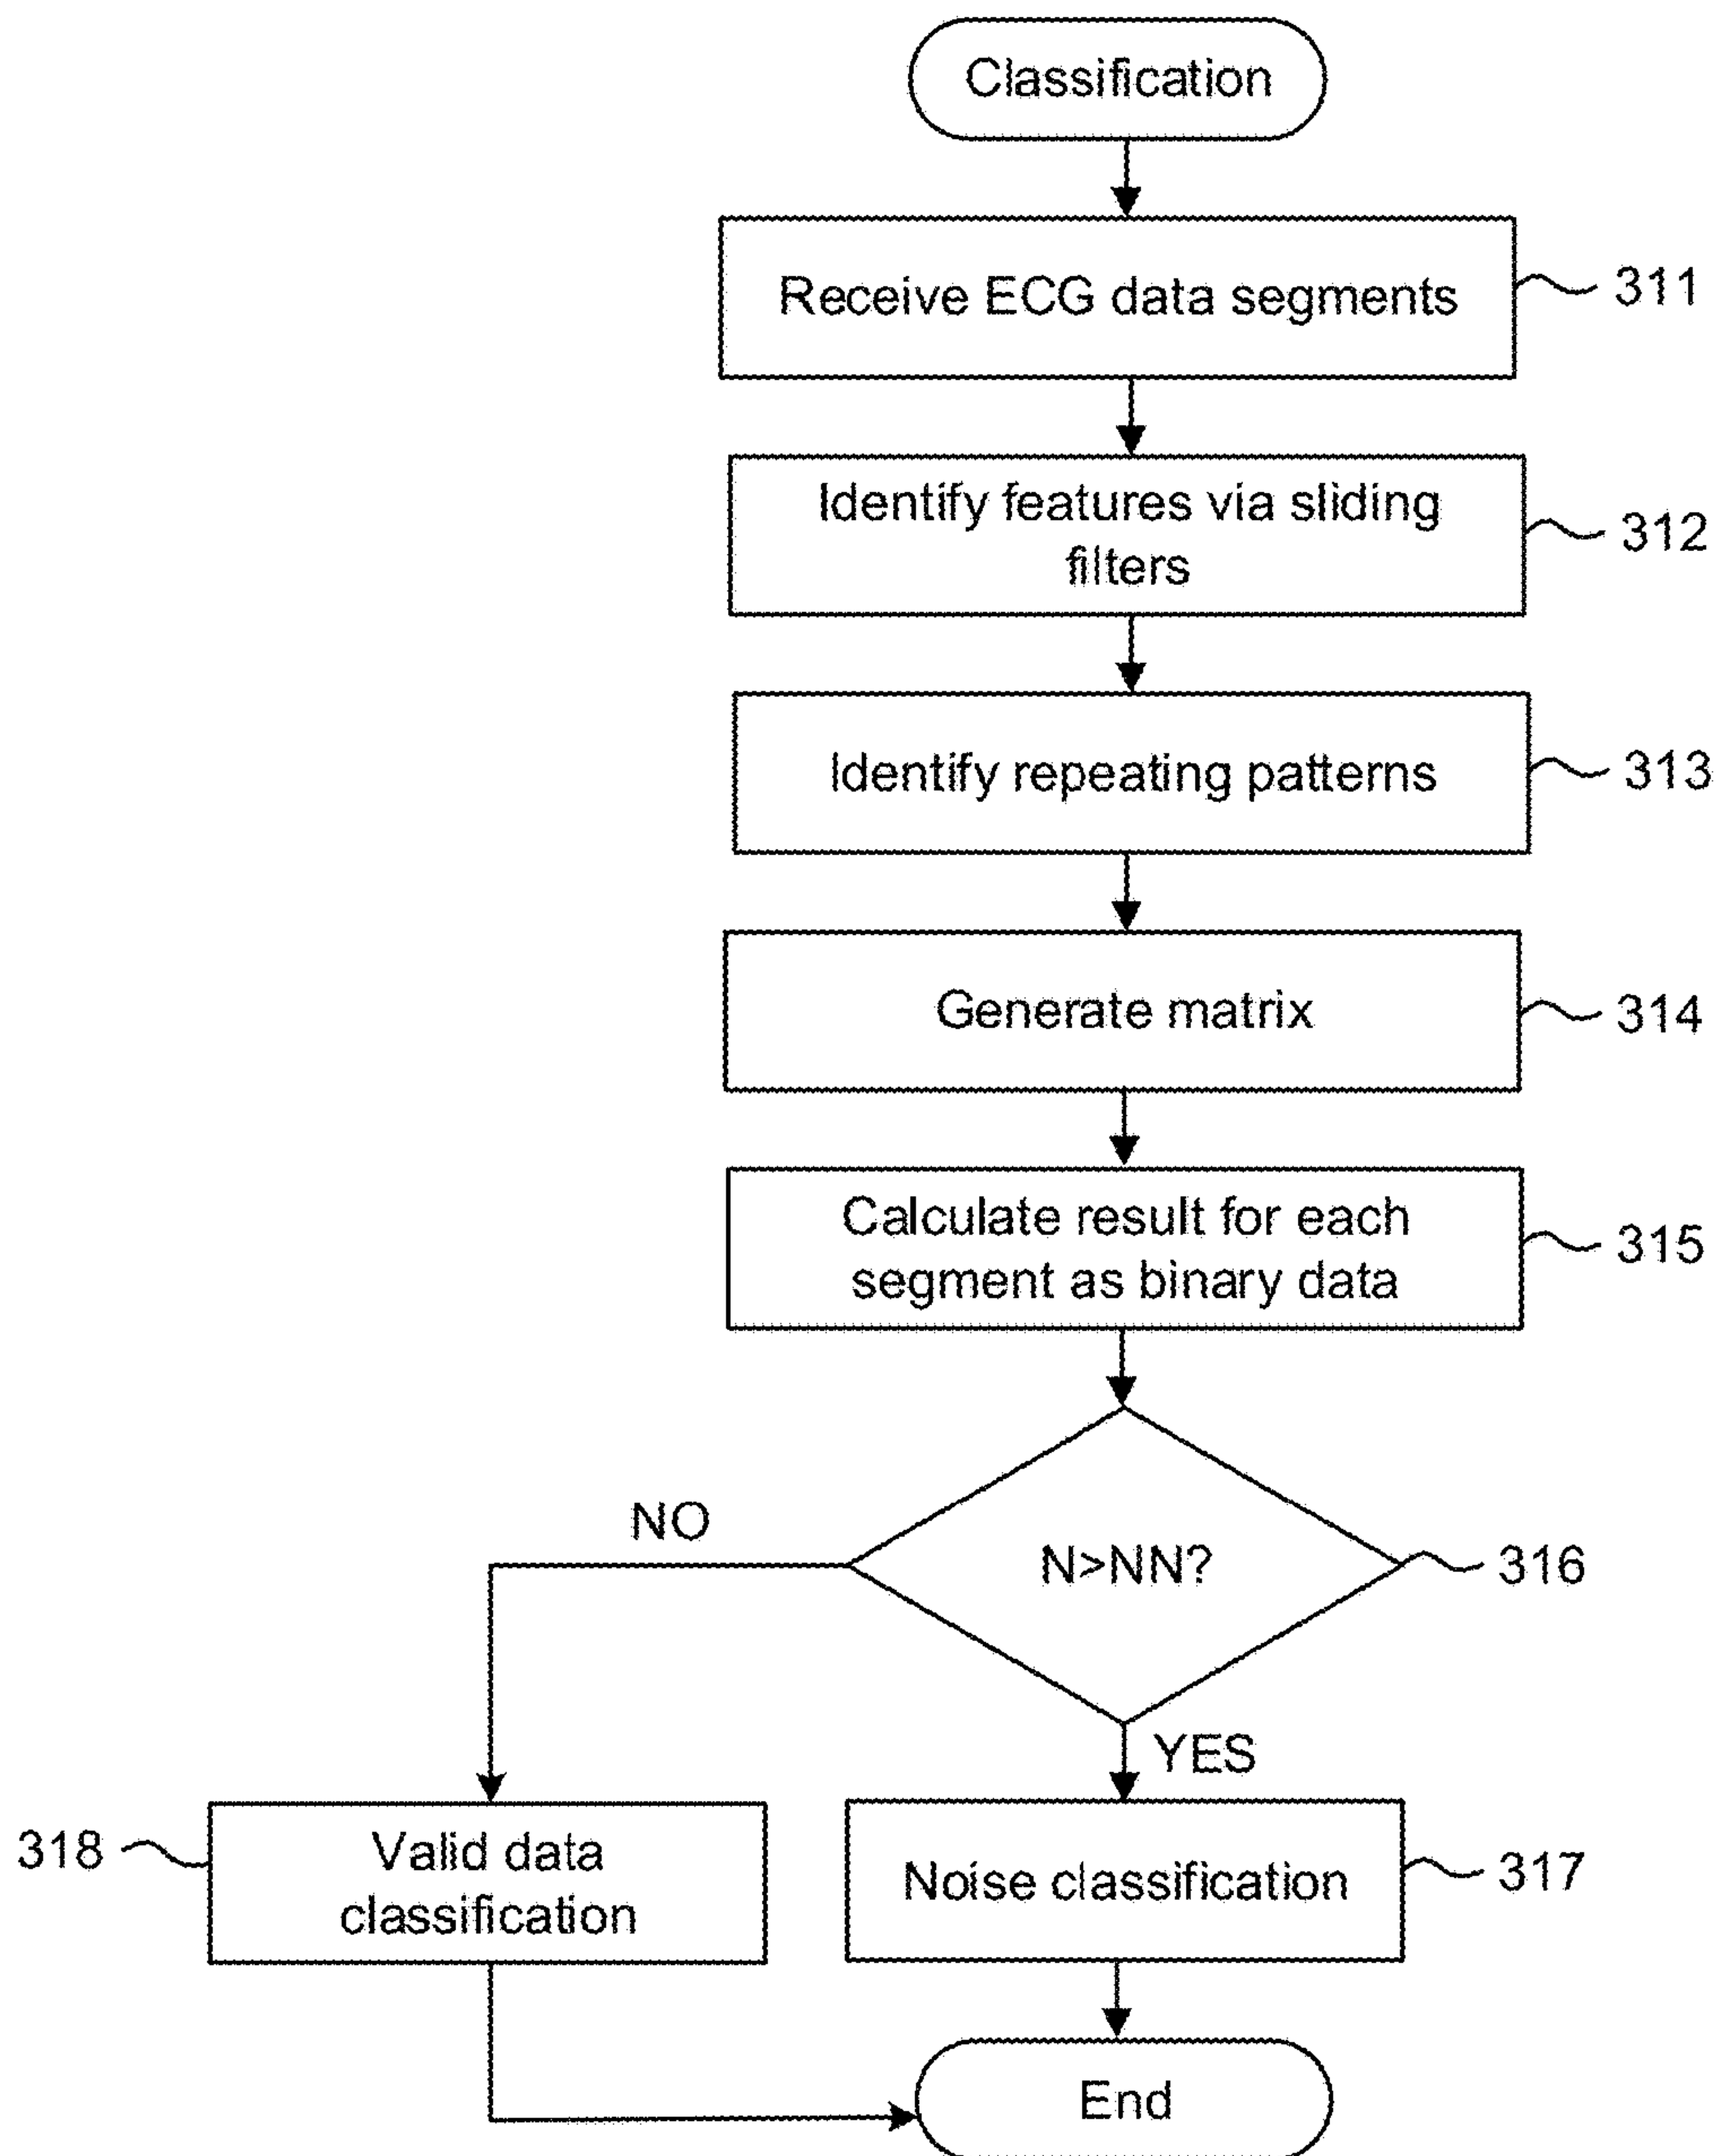 Classification
Receive ECG data segments
311
Identify features via sliding
filters
312
Identify repeating patterns
313
Generate matrix
314
Calculate result for each
segment as binary data
315
NO
N>NN?
316
YES
318
Valid data
classification
Noise classification
317
End